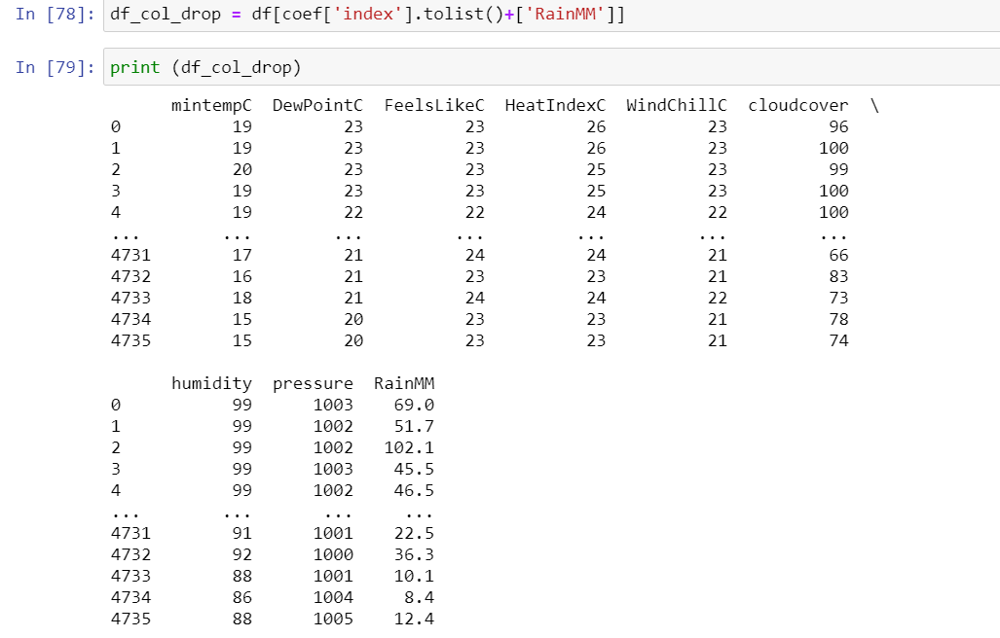 In [78]: df_col_drop = df[coef['index'].tolist()+['RainMM']]
In [79]: print (df_col_drop)
mintempC DewPointC FeelsLikeC HeatIndexC WindChillC cloudcover \
0 19 23 23 26 23 96
1 19 23 23 26 23 100
2 20 23 23 25 23 99
3 19 23 23 25 23 100
4 19 22 22 24 22 100
... ... ... ... ... ... ...
4731 17 21 24 24 21 66
4732 16 21 23 23 21 83
4733 18 21 24 24 22 73
4734 15 20 23 23 21 78
4735 15 20 23 23 21 74
humidity pressure RainMM
0 99 1003 69.0
1 99 1002 51.7
2 99 1002 102.1
3 99 1003 45.5
4 99 1002 46.5
... ... ... ...
4731 91 1001 22.5
4732 92 1000 36.3
4733 88 1001 10.1
4734 86 1004 8.4
4735 88 1005 12.4